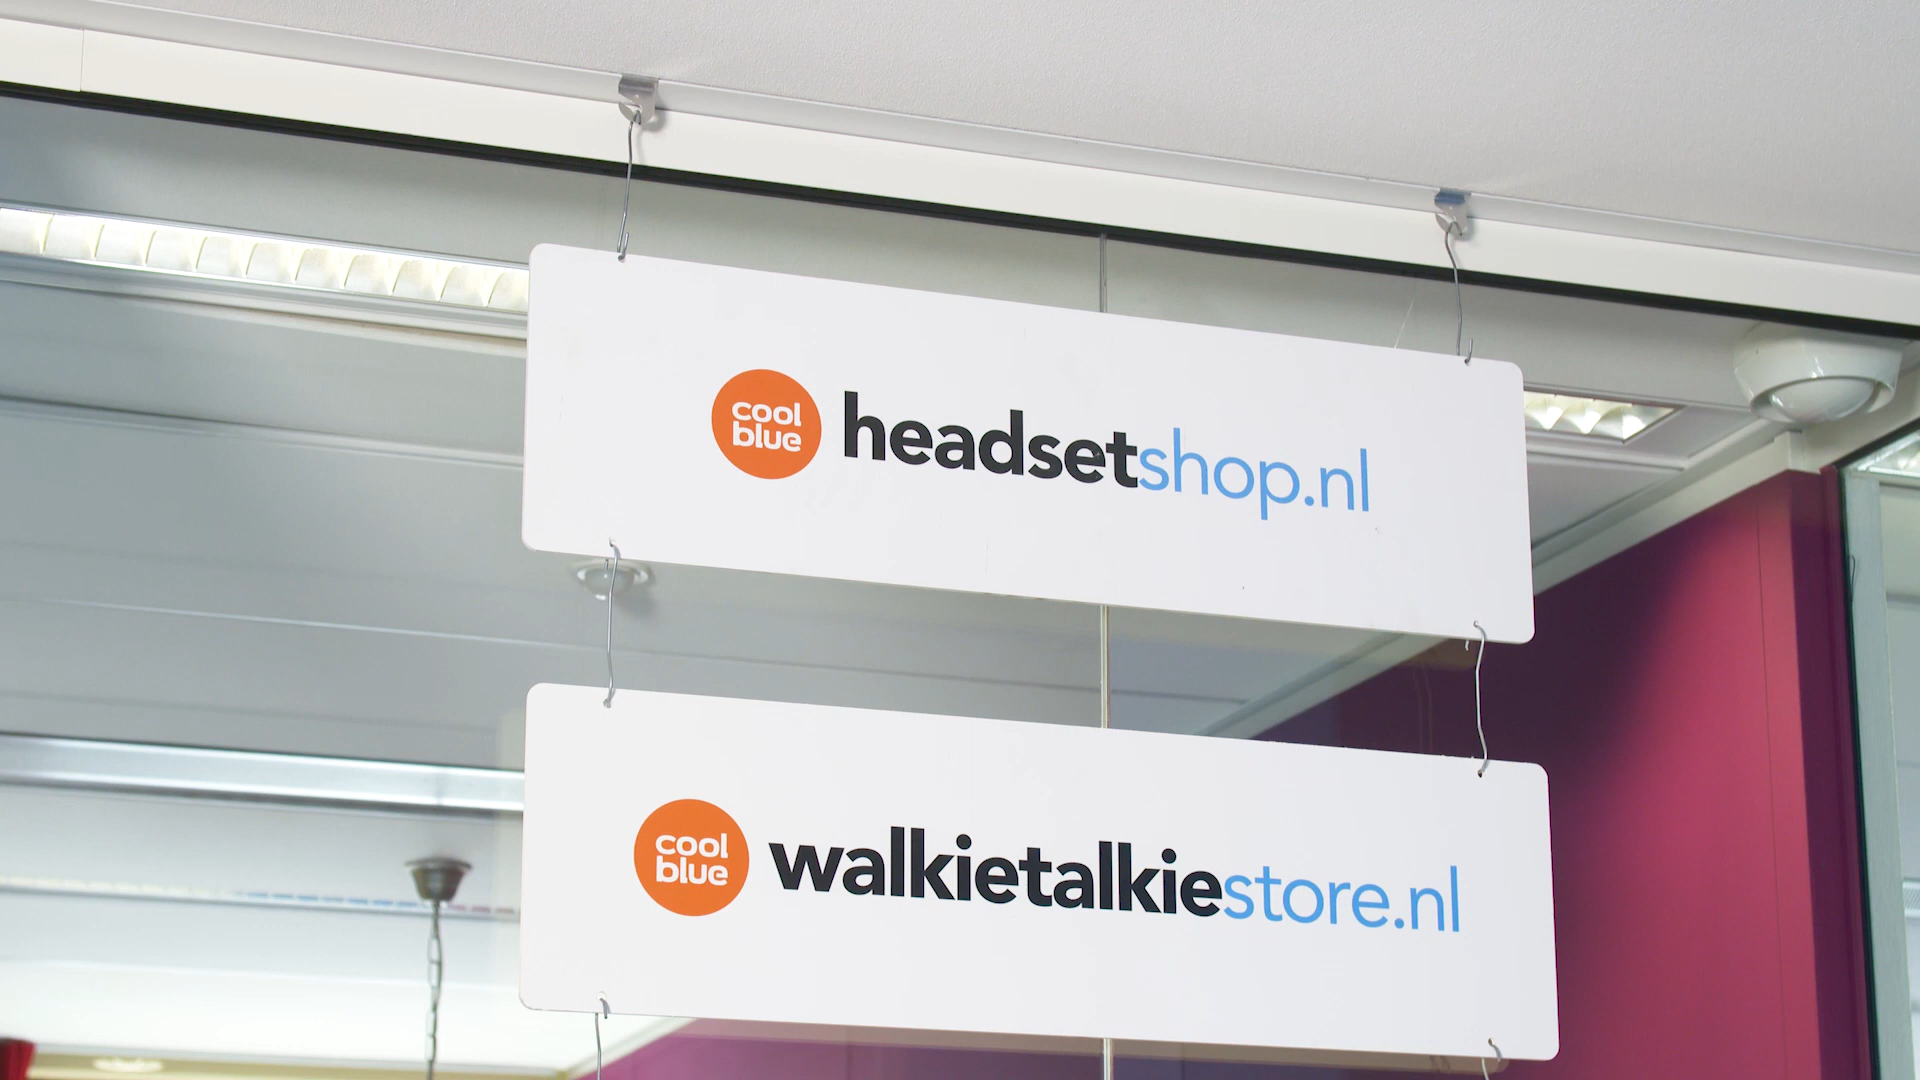 cool
blue
headsetshop.nl
cool
blue
walkietalkiestore.nl